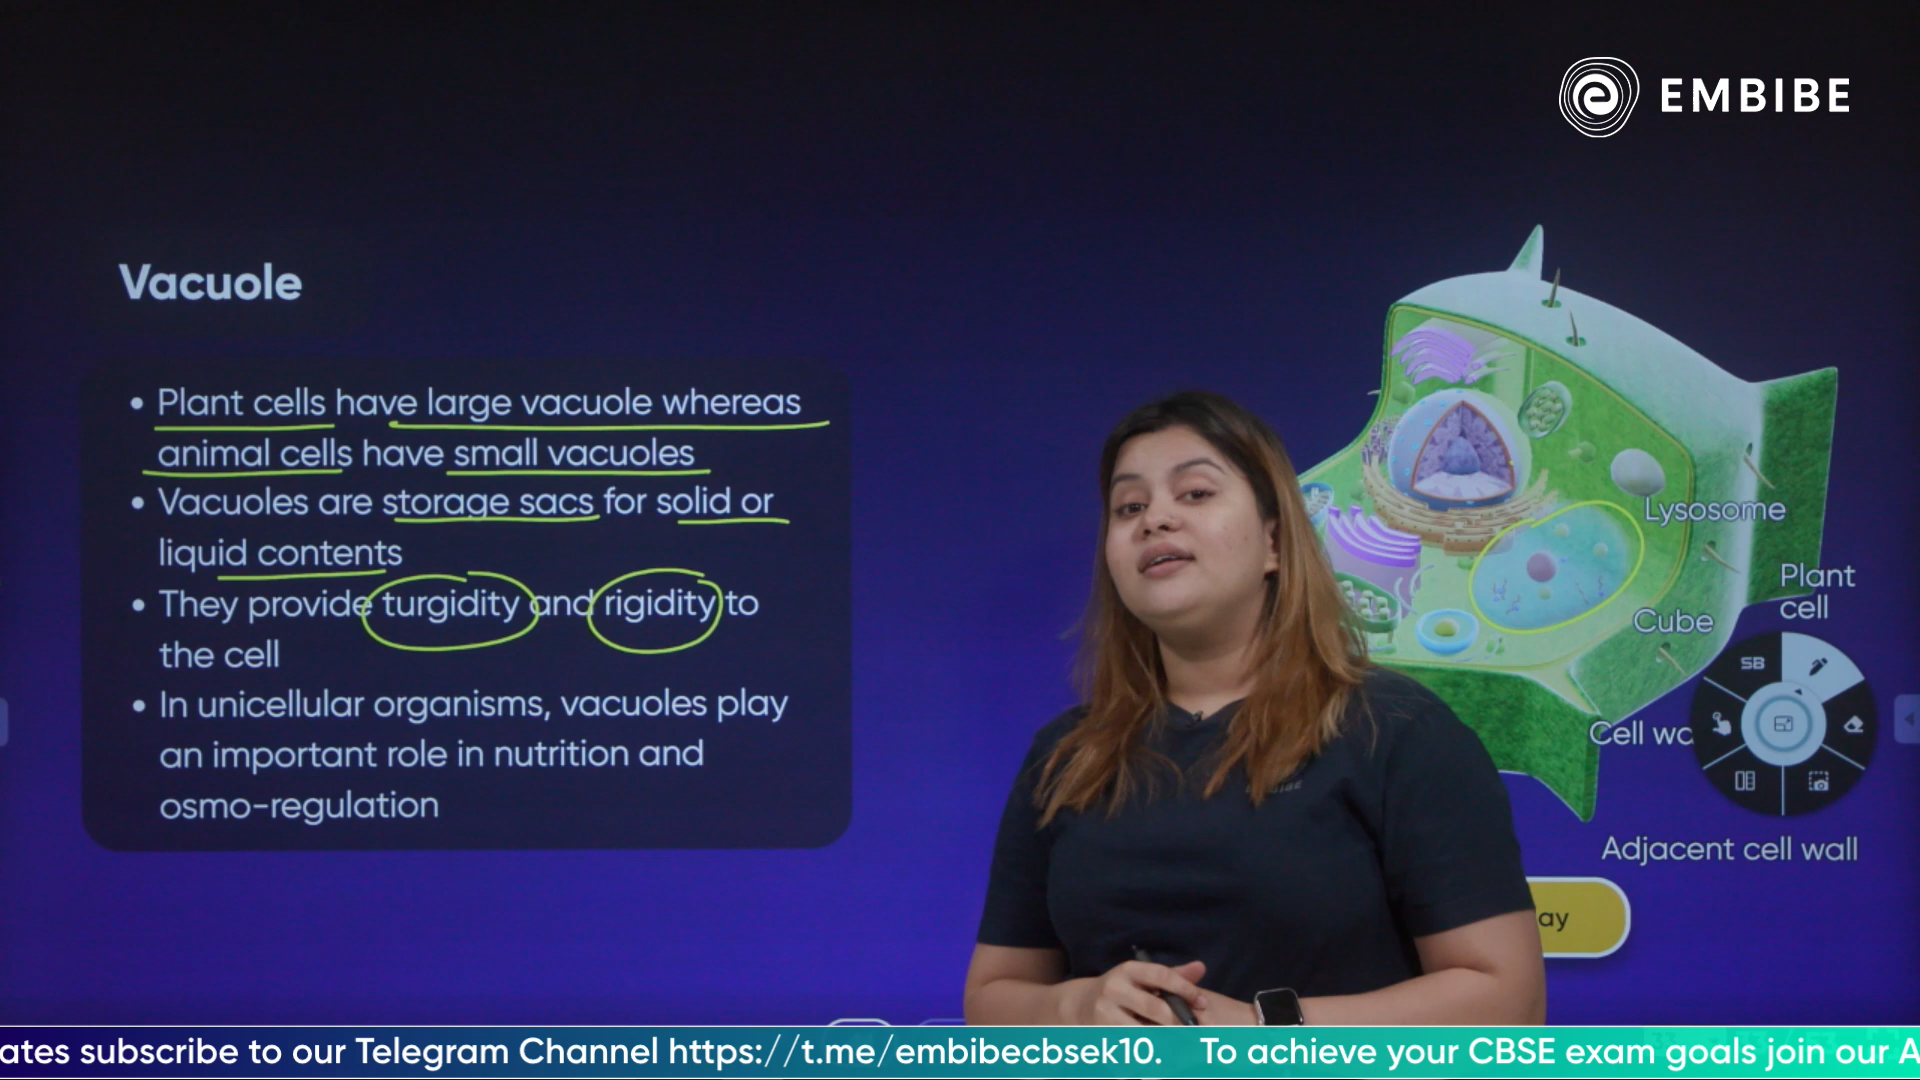 EMBIBE
Vacuole
• Plant cells have large vacuole whereas
animal cells have small vacuoles
• Vacuoles are storage sacs for solid or
liquid contents
• They provide turgidity and rigidity to
the cell
• In unicellular organisms, vacuoles play
an important role in nutrition and
osmo-regulation
Lysosome
Plant
cell
Cube
SB
Cell wa
Adjacent cell wall
ay
ates subscribe to our Telegram Channel https://t.me/embibecbsek10. To achieve your CBSE exam goals join our A